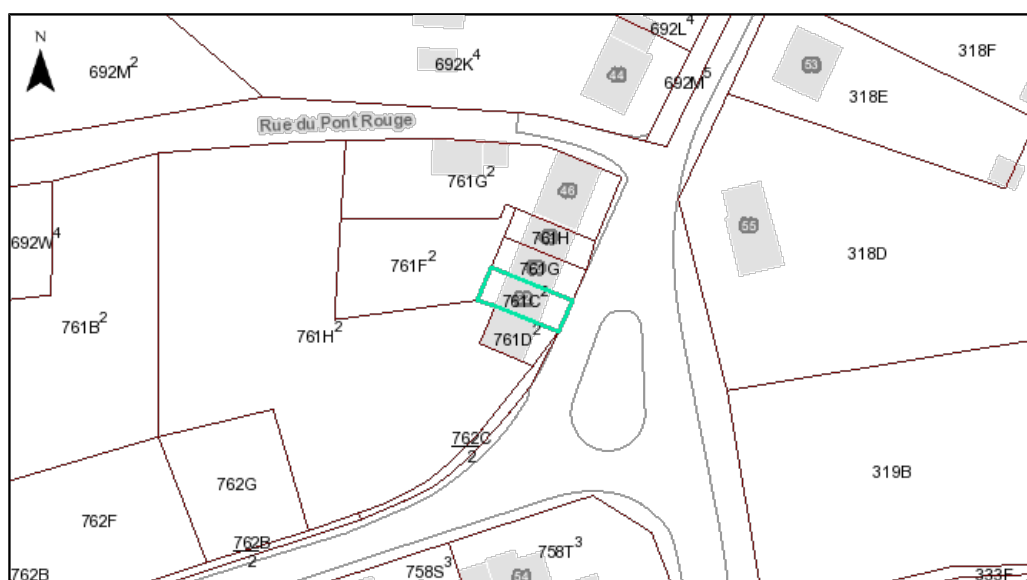 692L⁴
N
692M²
692K⁴
318F
44
692M⁵
53
318E
Rue du Pont Rouge
761G²
46
692W⁴
761H
55
318D
761F²
761G
761C²
761B²
761H²
761D²
762C
2
319B
762G
762F
762B
2
758T³
762B
758S³
54
333F